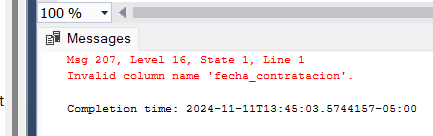 100 %
Messages
Msg 207, Level 16, State 1, Line 1
Invalid column name 'fecha_contratacion'.
t
Completion time: 2024-11-11T13:45:03.5744157-05:00